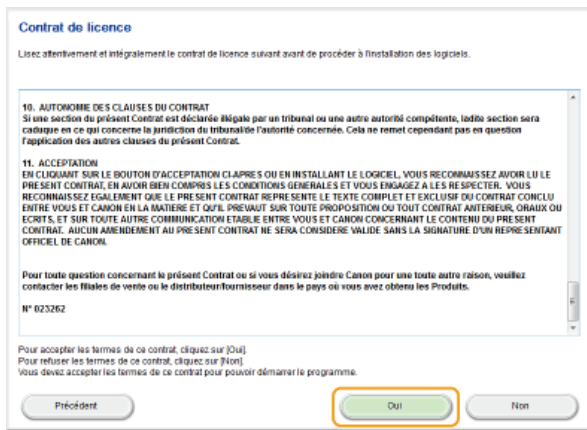 Contrat de licence
Lisez attentivement et intégralement le contrat de licence suivant avant de procéder à l'installation des logiciels.
10. AUTONOMIE DES CLAUSES DU CONTRAT
Si une section du présent Contrat est déclarée illégale par un tribunal ou une autre autorité compétente, ladite section sera
caduque en ce qui concerne la juridiction du tribunal/de l'autorité concernée. Cela ne remet cependant pas en question
l'application des autres clauses du présent Contrat.
11. ACCEPTATION
EN CLIQUANT SUR LE BOUTON D'ACCEPTATION CI-APRES OU EN INSTALLANT LE LOGICIEL, VOUS RECONNAISSEZ AVOIR LU LE
PRESENT CONTRAT, EN AVOIR BIEN COMPRIS LES CONDITIONS GENERALES ET VOUS ENGAGEZ A LES RESPECTER. VOUS
RECONNAISSEZ EGALEMENT QUE LE PRESENT CONTRAT REPRESENTE LE TEXTE COMPLET ET EXCLUSIF DU CONTRAT CONCLU
ENTRE VOUS ET CANON EN LA MATIERE ET QU'IL PREVAUT SUR TOUTE PROPOSITION OU TOUT CONTRAT ANTERIEUR, ORAUX OU
ECRITS, ET SUR TOUTE AUTRE COMMUNICATION ETABLIE ENTRE VOUS ET CANON CONCERNANT LE CONTENU DU PRESENT
CONTRAT. AUCUN AMENDEMENT AU PRESENT CONTRAT NE SERA CONSIDERE VALIDE SANS LA SIGNATURE D'UN REPRESENTANT
OFFICIEL DE CANON.
Pour toute question concernant le présent Contrat ou si vous désirez joindre Canon pour une toute autre raison, veuillez
contacter les filiales de vente ou le distributeur/fournisseur dans le pays où vous avez obtenu les Produits.
N° 023262
Pour accepter les termes de ce contrat, cliquez sur [Oui].
Pour refuser les termes de ce contrat, cliquez sur [Non].
Vous devez accepter les termes de ce contrat pour pouvoir démarrer le programme.
Précédent Oui Non